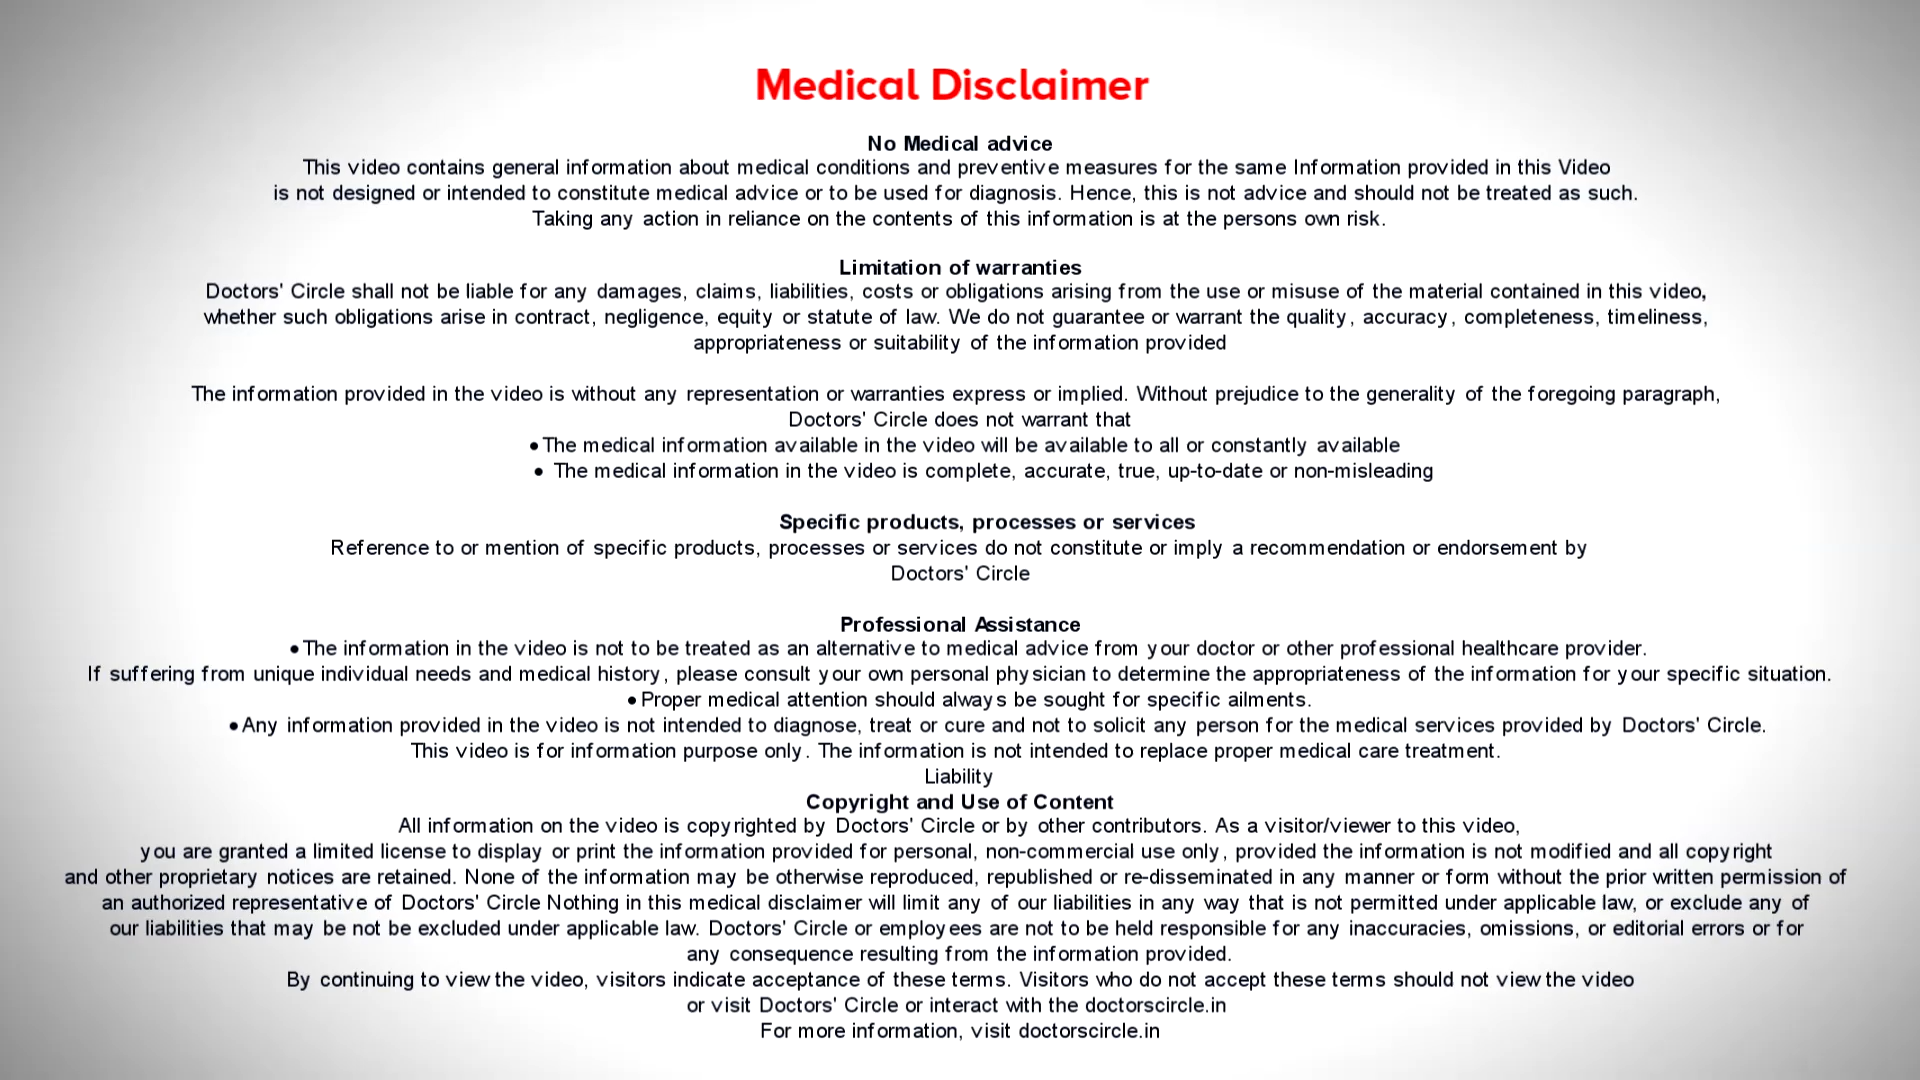 Medical Disclaimer
No Medical advice
This video contains general information about medical conditions and preventive measures for the same Information provided in this Video
is not designed or intended to constitute medical advice or to be used for diagnosis. Hence, this is not advice and should not be treated as such.
Taking any action in reliance on the contents of this information is at the persons own risk.
Limitation of warranties
Doctors' Circle shall not be liable for any damages, claims, liabilities, costs or obligations arising from the use or misuse of the material contained in this video,
whether such obligations arise in contract, negligence, equity or statute of law. We do not guarantee or warrant the quality, accuracy, completeness, timeliness,
appropriateness or suitability of the information provided
The information provided in the video is without any representation or warranties express or implied. Without prejudice to the generality of the foregoing paragraph,
Doctors' Circle does not warrant that
•The medical information available in the video will be available to all or constantly available
• The medical information in the video is complete, accurate, true, up-to-date or non-misleading
Specific products, processes or services
Reference to or mention of specific products, processes or services do not constitute or imply a recommendation or endorsement by
Doctors' Circle
Professional Assistance
•The information in the video is not to be treated as an alternative to medical advice from your doctor or other professional healthcare provider.
If suffering from unique individual needs and medical history, please consult your own personal physician to determine the appropriateness of the information for your specific situation.
•Proper medical attention should always be sought for specific ailments.
•Any information provided in the video is not intended to diagnose, treat or cure and not to solicit any person for the medical services provided by Doctors' Circle.
This video is for information purpose only. The information is not intended to replace proper medical care treatment.
Liability
Copyright and Use of Content
All information on the video is copyrighted by Doctors' Circle or by other contributors. As a visitor/viewer to this video,
you are granted a limited license to display or print the information provided for personal, non-commercial use only, provided the information is not modified and all copyright
and other proprietary notices are retained. None of the information may be otherwise reproduced, republished or re-disseminated in any manner or form without the prior written permission of
an authorized representative of Doctors' Circle Nothing in this medical disclaimer will limit any of our liabilities in any way that is not permitted under applicable law, or exclude any of
our liabilities that may be not be excluded under applicable law. Doctors' Circle or employees are not to be held responsible for any inaccuracies, omissions, or editorial errors or for
any consequence resulting from the information provided.
By continuing to view the video, visitors indicate acceptance of these terms. Visitors who do not accept these terms should not view the video
or visit Doctors' Circle or interact with the doctorscircle.in
For more information, visit doctorscircle.in